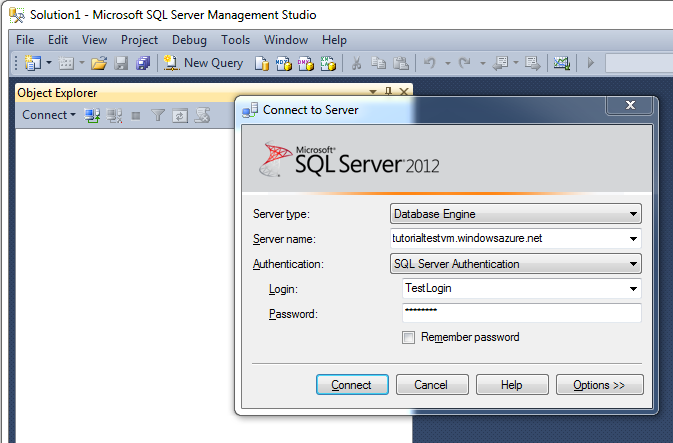 Solution1 - Microsoft SQL Server Management Studio
File Edit View Project Debug Tools Window Help
New Query
Object Explorer
Connect
Connect to Server
Microsoft®
SQL Server® 2012
Server type: Database Engine
Server name: tutorialtestvm.windowsazure.net
Authentication: SQL Server Authentication
Login: TestLogin
Password: ********
Remember password
Connect Cancel Help Options >>